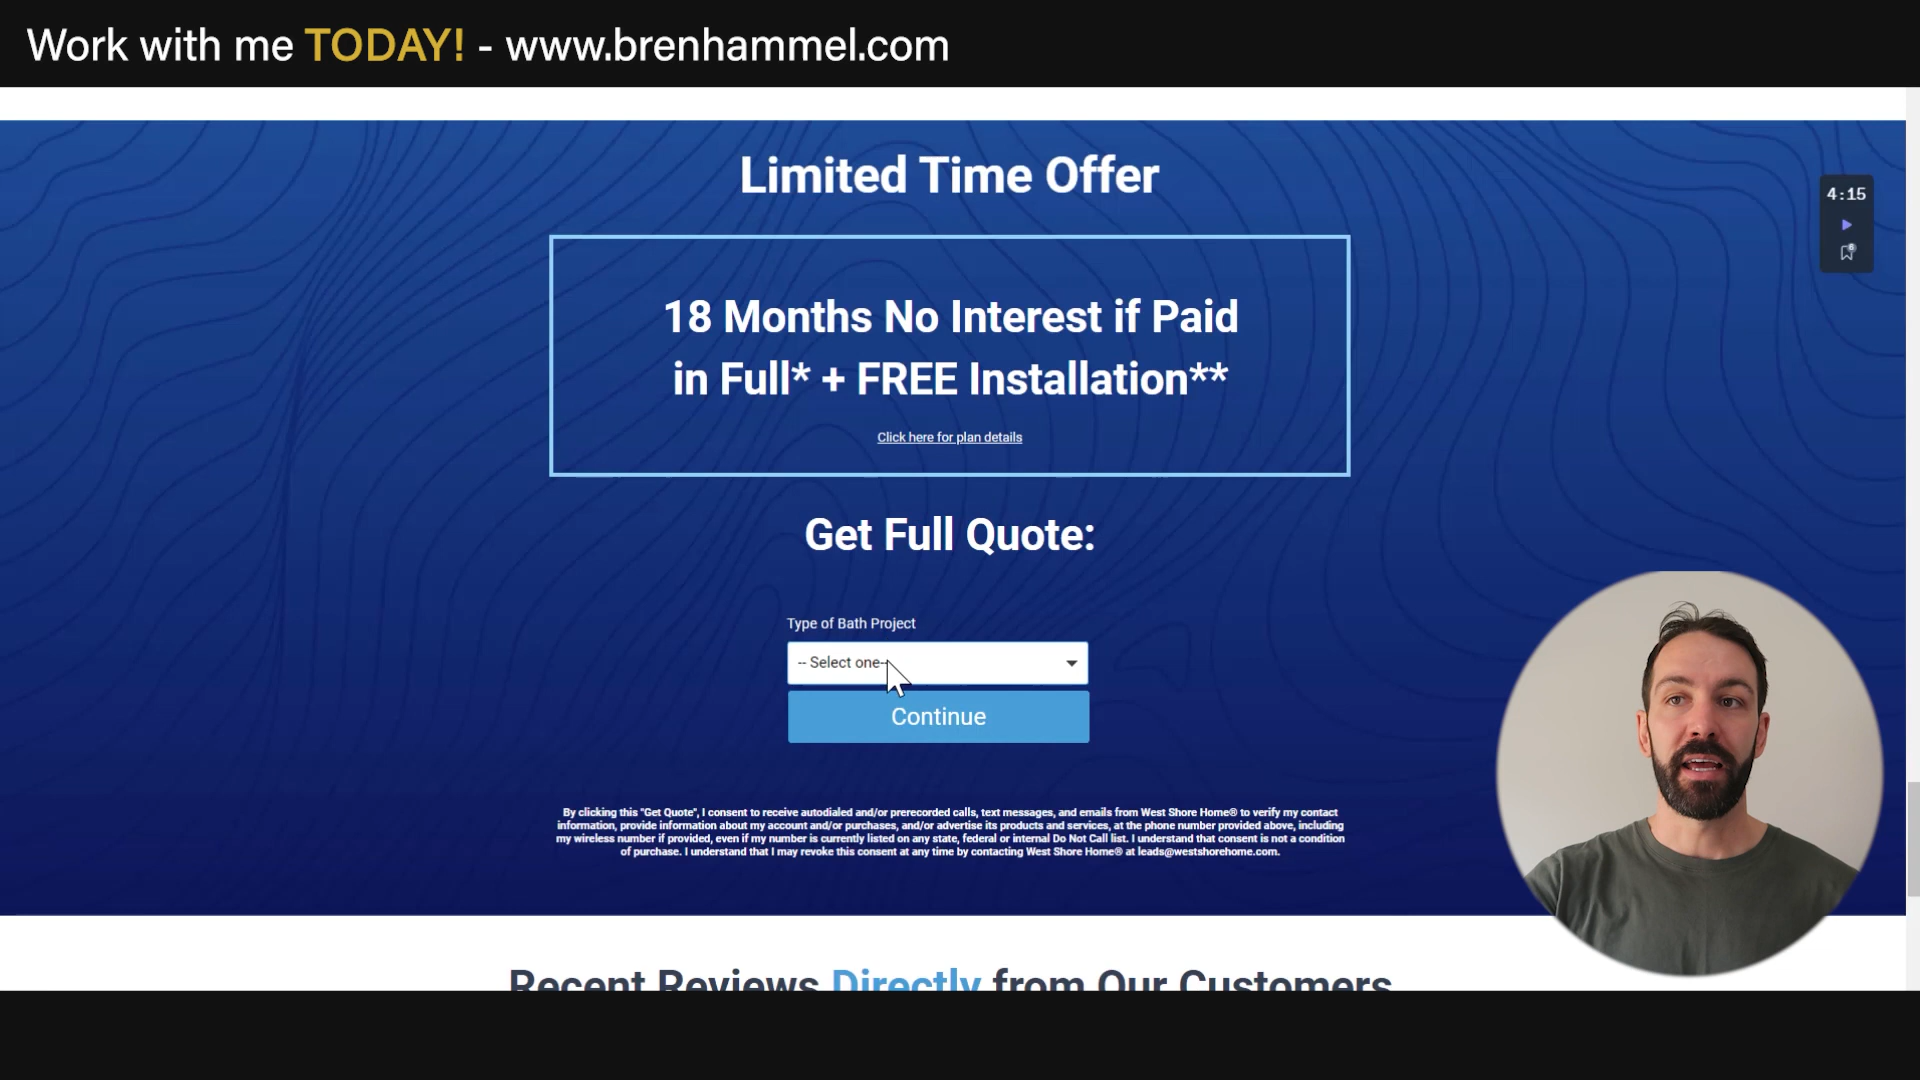 Work with me TODAY! - www.brenhammel.com
Limited Time Offer
4:15
18 Months No Interest if Paid
in Full* + FREE Installation**
Click here for plan details
Get Full Quote:
Type of Bath Project
-- Select one--
Continue
By clicking this "Get Quote", I consent to receive autodialed and/or prerecorded calls, text messages, and emails from West Shore Home® to verify my contact
information, provide information about my account and/or purchases, and/or advertise its products and services, at the phone number provided above, including
my wireless number if provided, even if my number is currently listed on any state, federal or internal Do Not Call list. I understand that consent is not a condition
of purchase. I understand that I may revoke this consent at any time by contacting West Shore Home® at leads@westshorehome.com.
Recent Reviews Directly from Our Customers